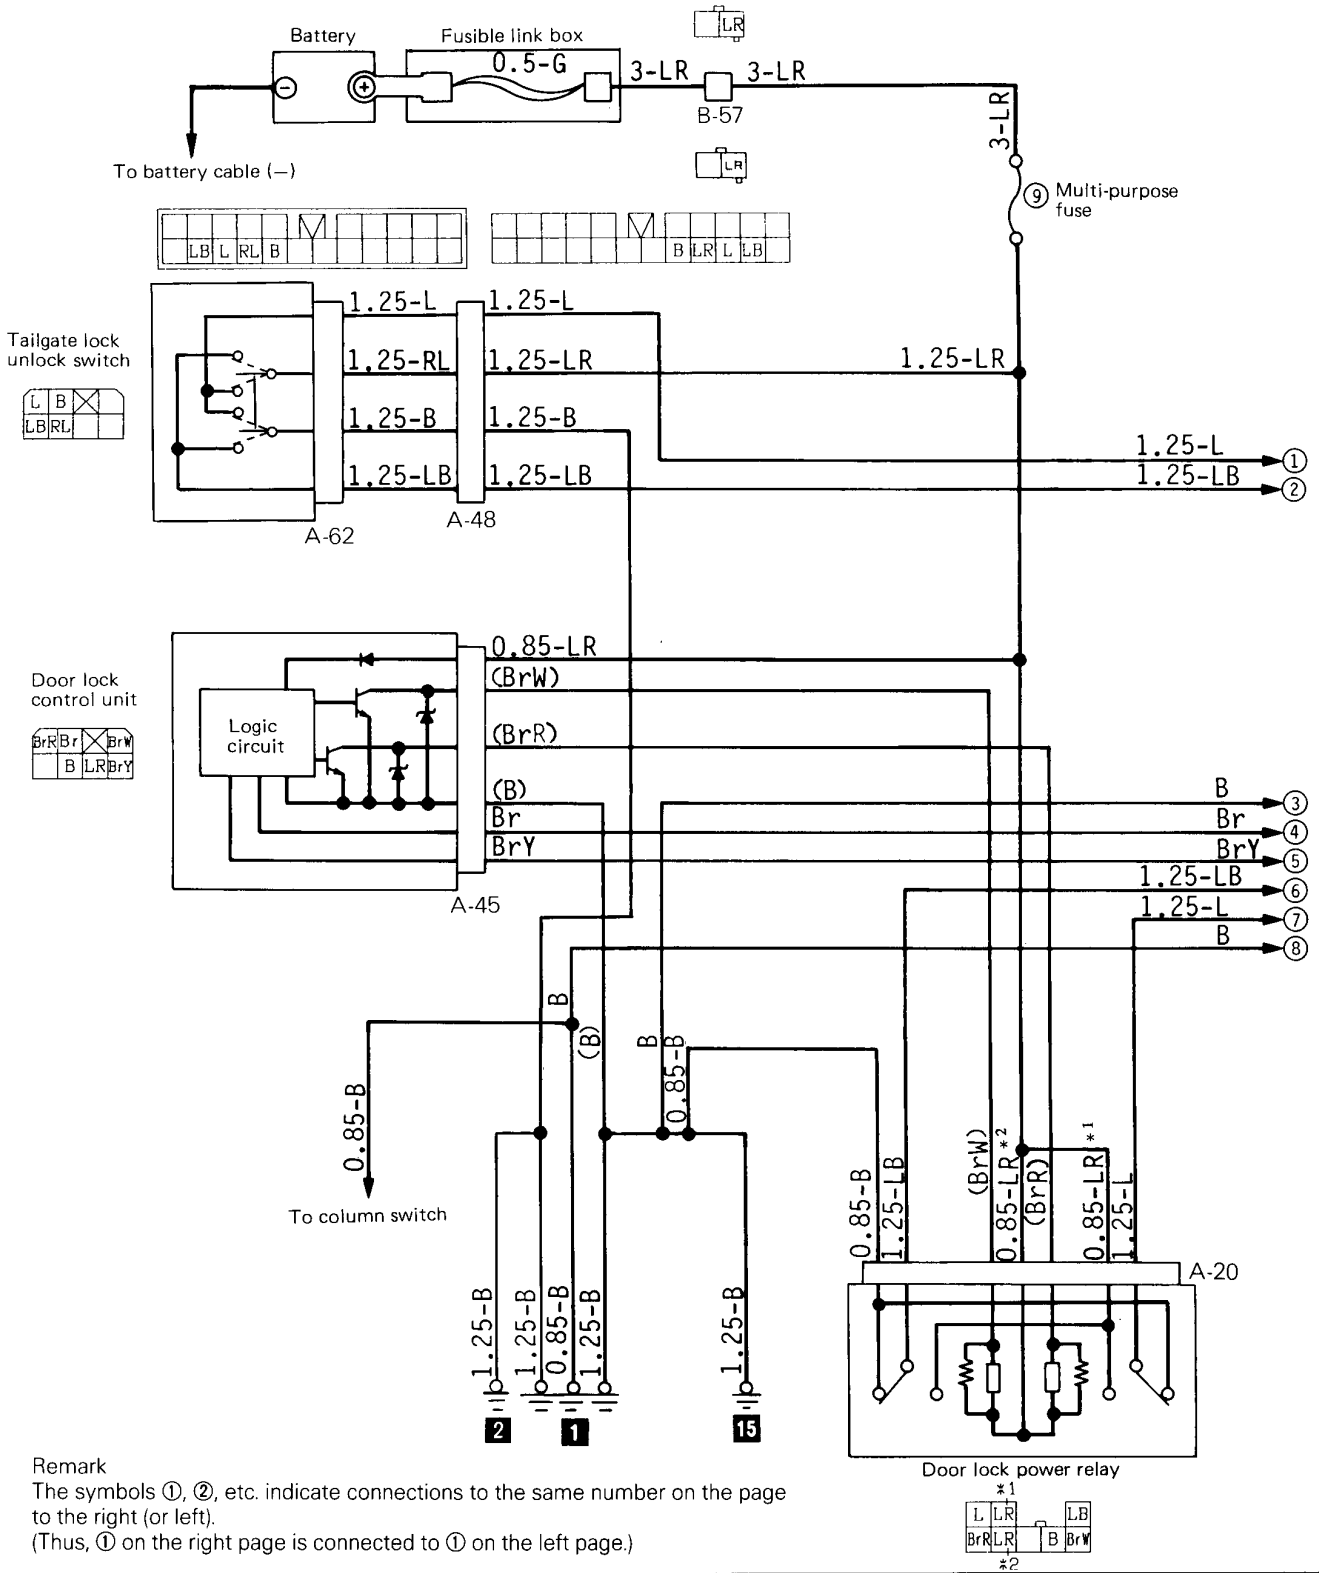 LR
Battery
Fusible link box
0.5-G
3-LR
3-LR
B-57
3-LR
To battery cable (−)
LR
⑨ Multi-purpose
fuse
LB L RL B
B LR L LB
Tailgate lock
unlock switch
L B
LB RL
1.25-L
1.25-L
1.25-RL
1.25-LR
1.25-LR
1.25-B
1.25-B
1.25-LB
1.25-LB
A-62
A-48
1.25-L ①
1.25-LB ②
Door lock
control unit
BrR Br BrW
B LR BrY
Logic
circuit
0.85-LR
(BrW)
(BrR)
(B)
Br
BrY
A-45
B ③
Br ④
BrY ⑤
1.25-LB ⑥
1.25-L ⑦
B ⑧
B
(B)
B
0.85-B
0.85-B
To column switch
0.85-B
1.25-LB
(BrW)
0.85-LR*2
(BrR)
0.85-LR*1
1.25-L
A-20
1.25-B
1.25-B
0.85-B
1.25-B
1.25-B
2
1
15
Door lock power relay
*1
L LR LB
BrR LR B BrW
*2
Remark
The symbols ①, ②, etc. indicate connections to the same number on the page
to the right (or left).
(Thus, ① on the right page is connected to ① on the left page.)